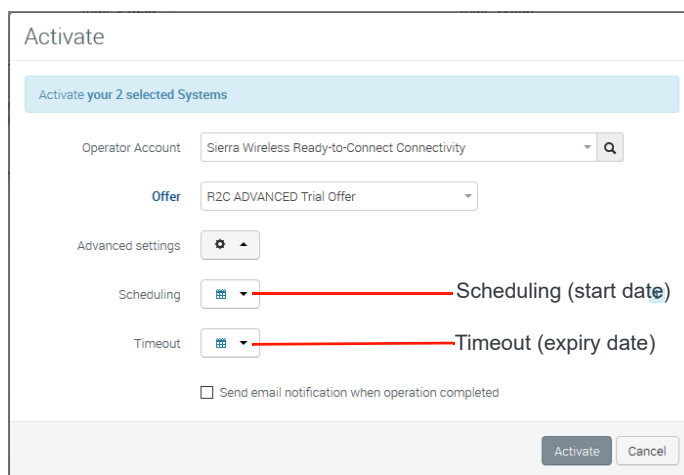 Activate
Activate your 2 selected Systems
Operator Account Sierra Wireless Ready-to-Connect Connectivity
Offer R2C ADVANCED Trial Offer
Advanced settings
Scheduling Scheduling (start date)
Timeout Timeout (expiry date)
Send email notification when operation completed
Activate Cancel